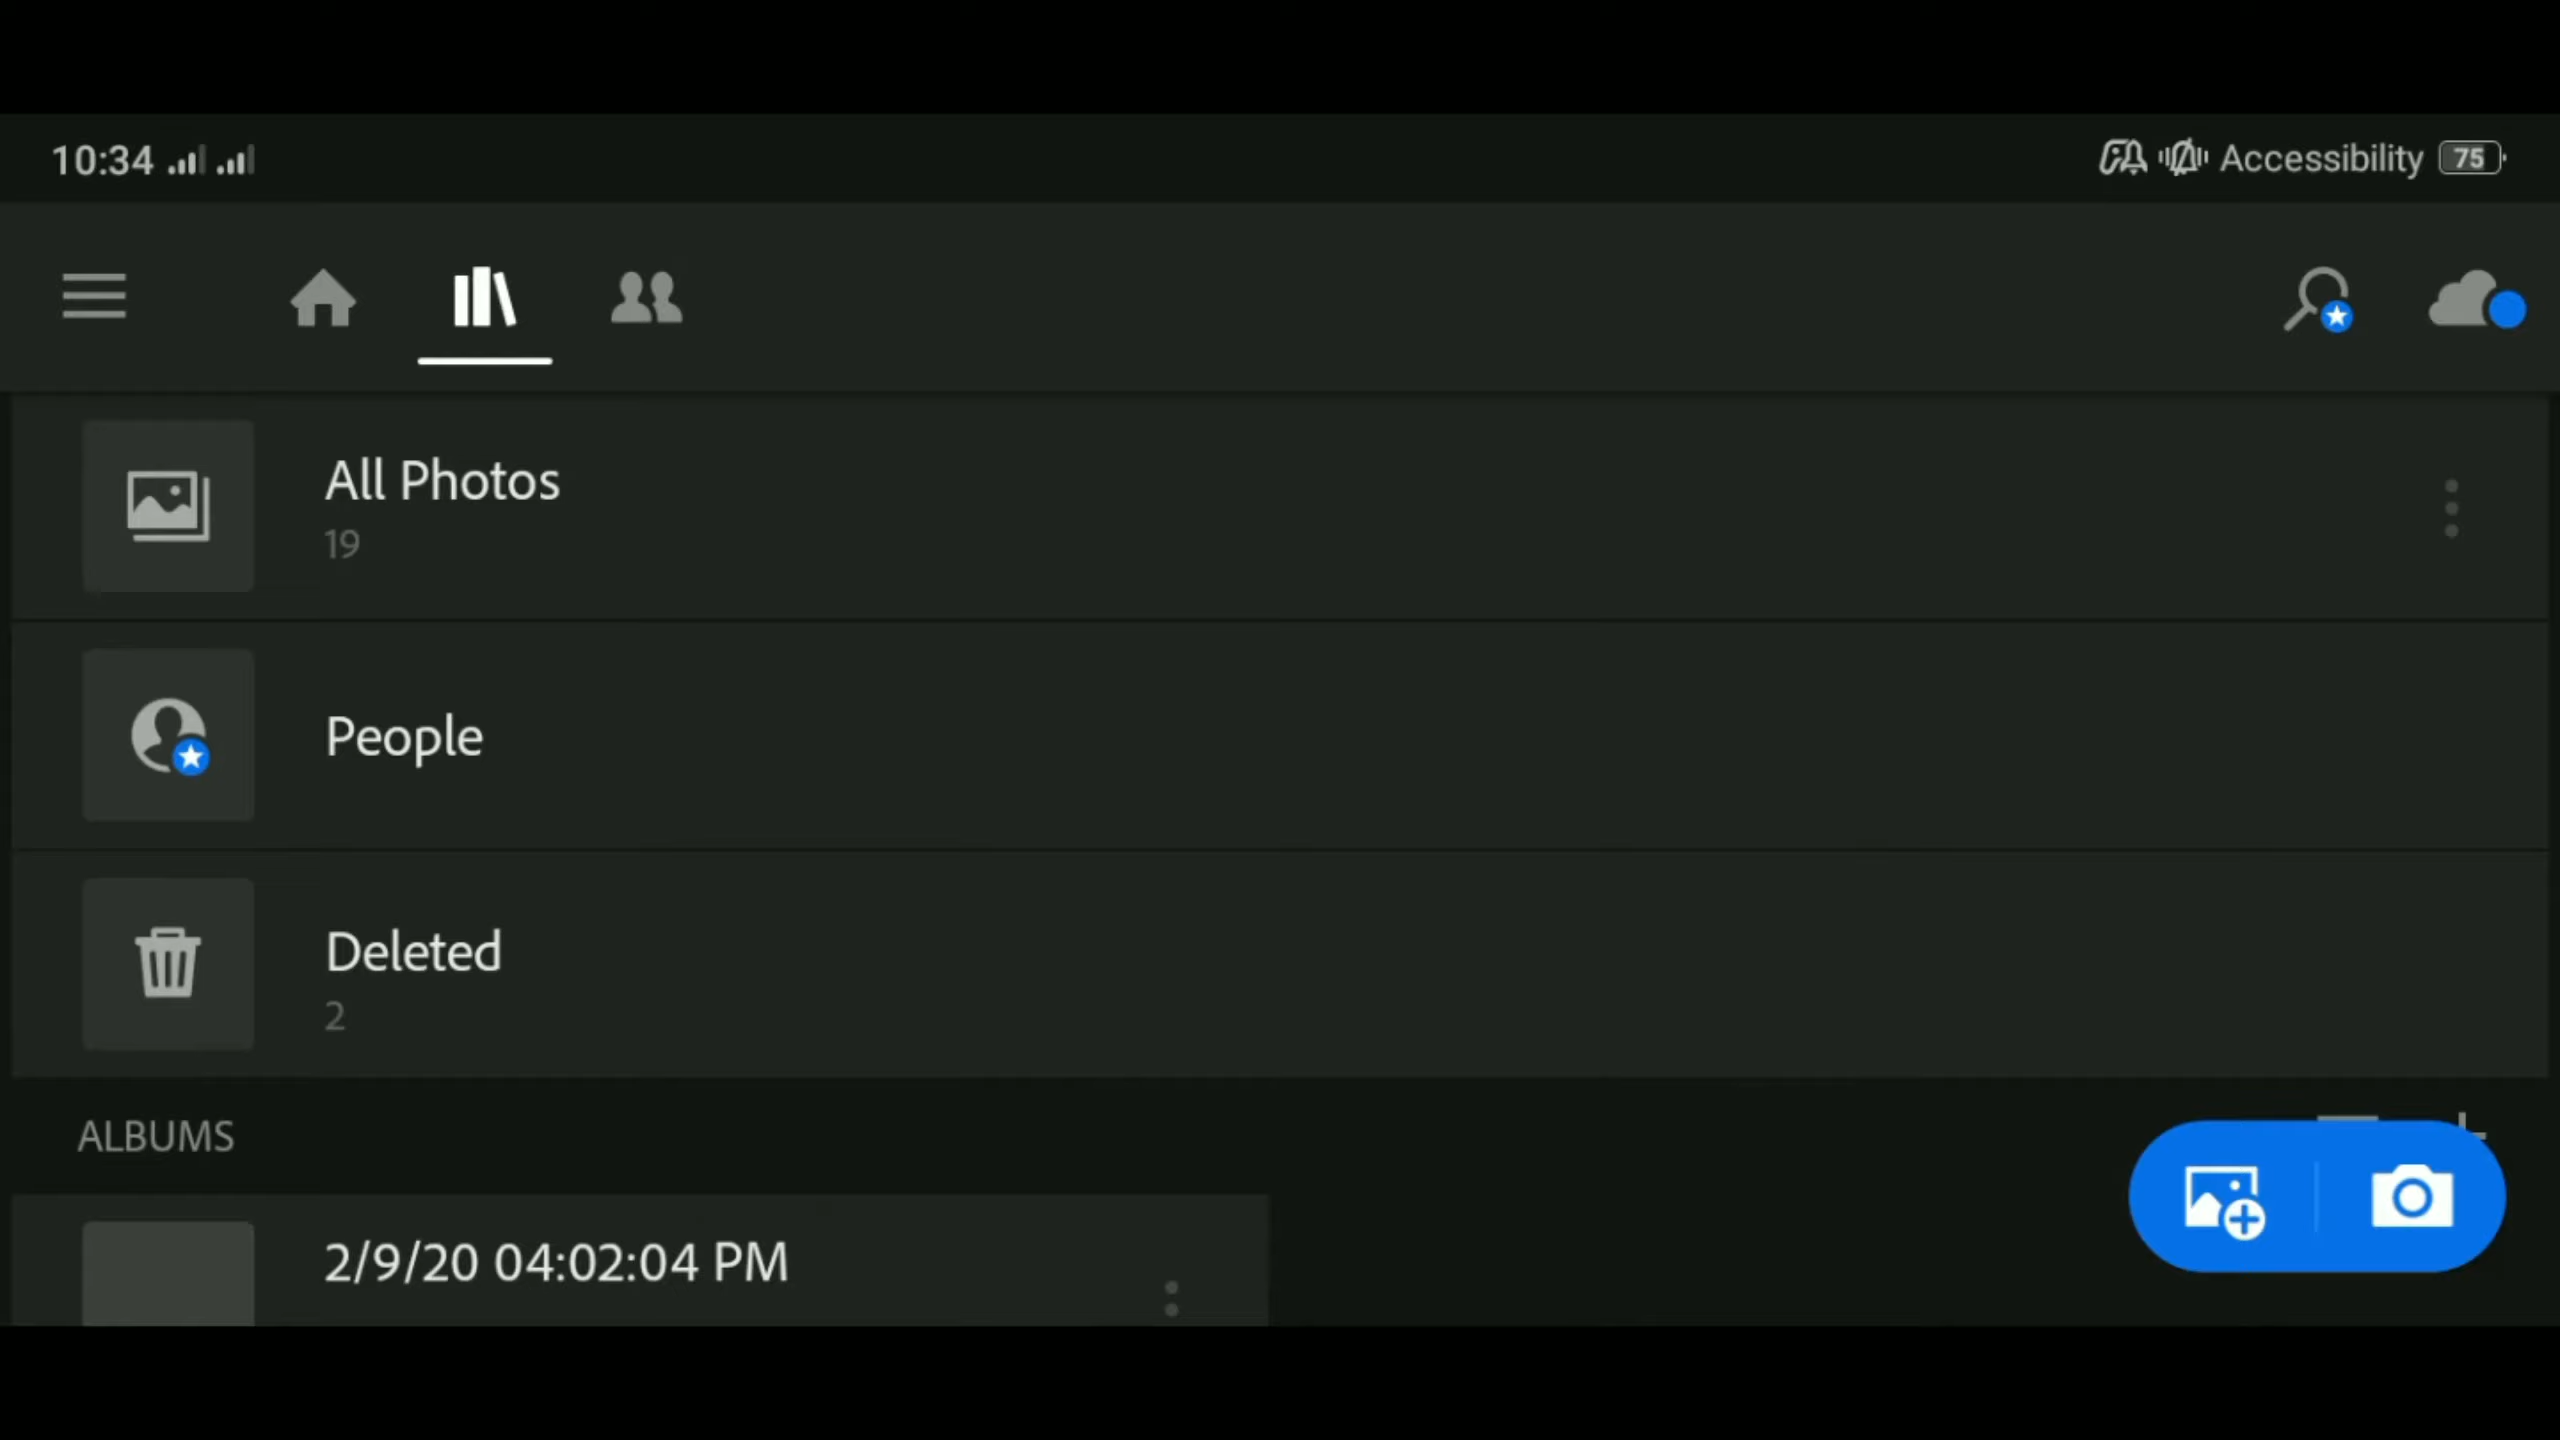 10:34 Accessibility 75
All Photos
19
People
Deleted
2
ALBUMS
2/9/20 04:02:04 PM